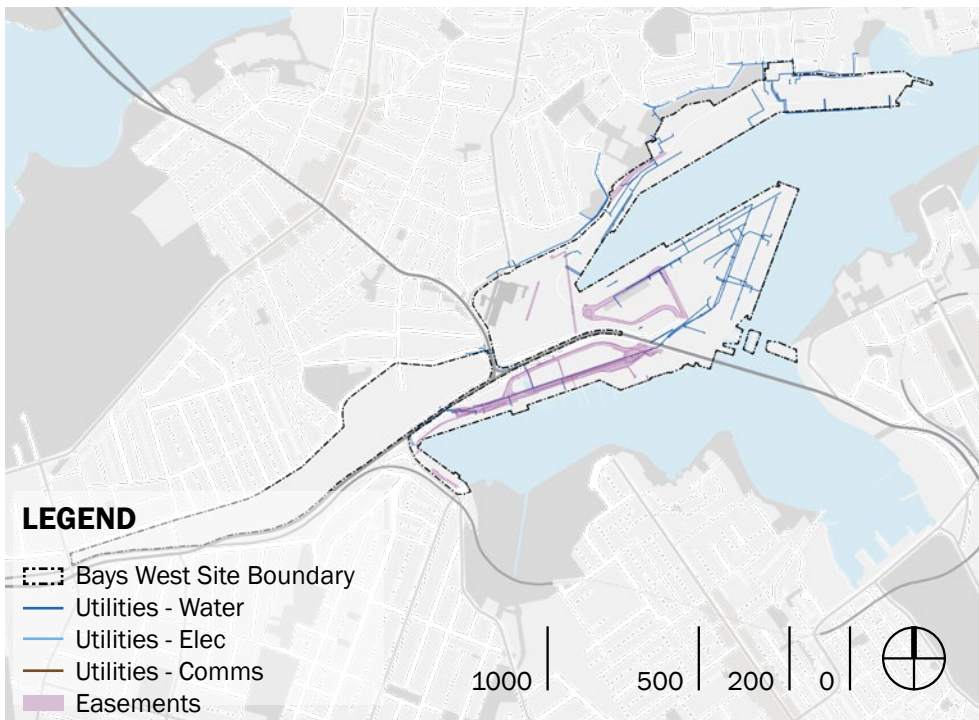 LEGEND
Bays West Site Boundary
Utilities - Water
Utilities - Elec
Utilities - Comms
Easements
1000 500 200 0